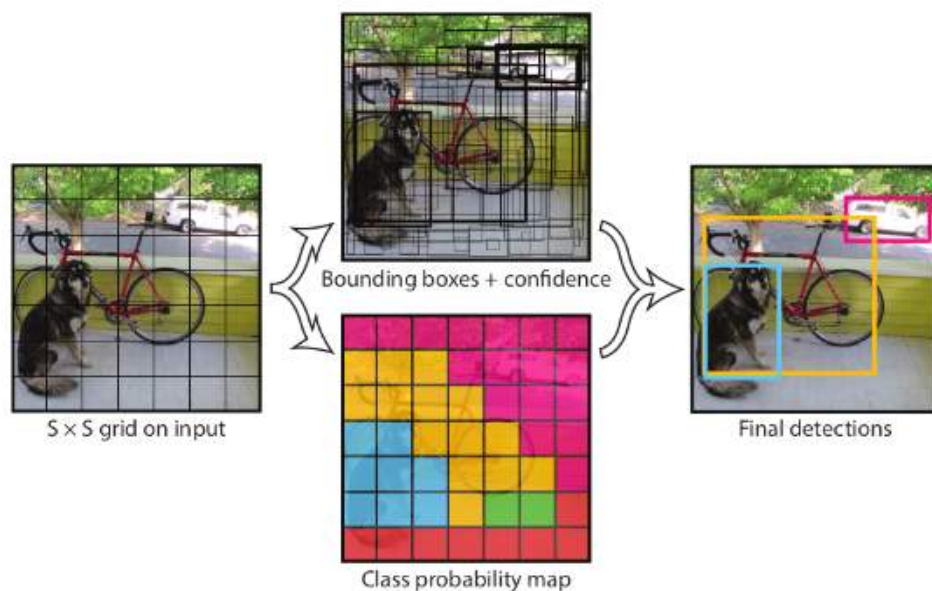 Bounding boxes + confidence
S × S grid on input
Final detections
Class probability map